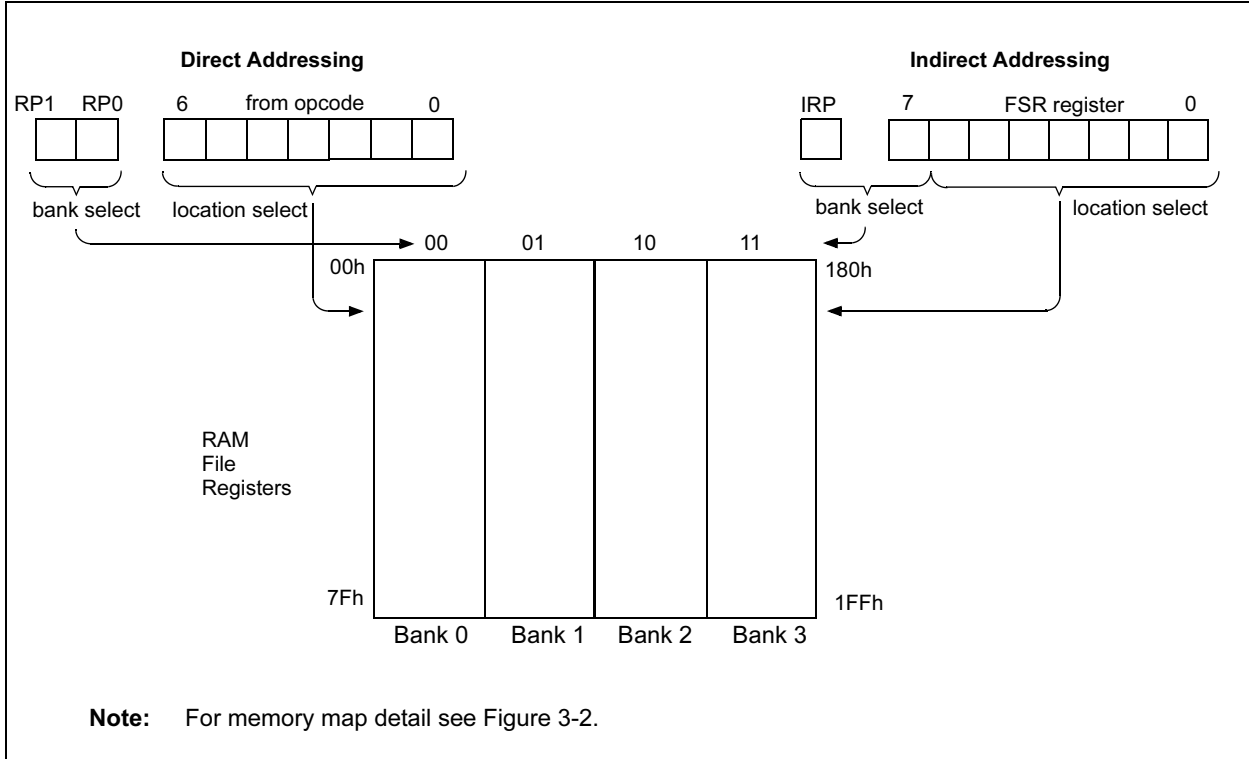 Direct Addressing
Indirect Addressing
RP1 RP0 6 from opcode 0
IRP 7 FSR register 0
bank select location select
bank select location select
00 01 10 11
00h 180h
RAM
File
Registers
7Fh 1FFh
Bank 0 Bank 1 Bank 2 Bank 3
Note: For memory map detail see Figure 3-2.